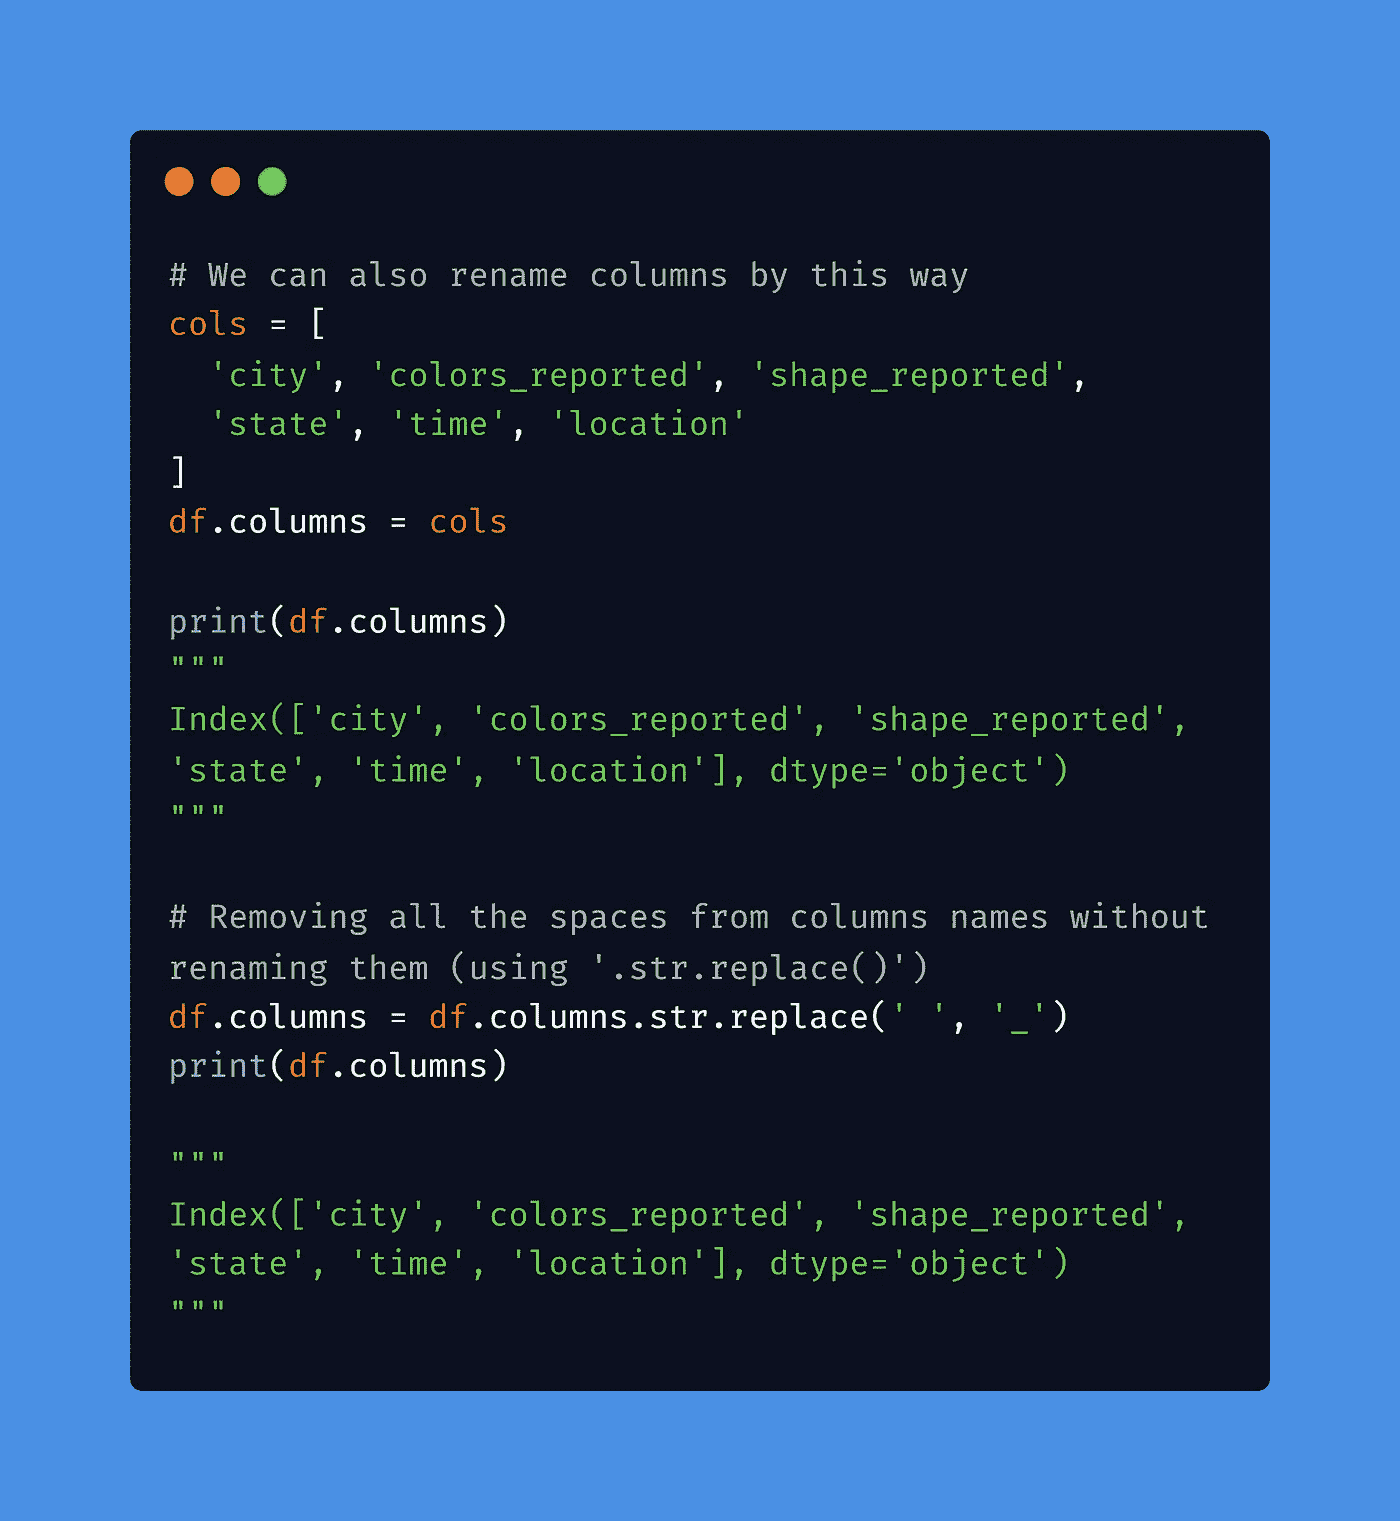 # We can also rename columns by this way
cols = [
  'city', 'colors_reported', 'shape_reported',
  'state', 'time', 'location'
]
df.columns = cols

print(df.columns)
"""
Index(['city', 'colors_reported', 'shape_reported',
'state', 'time', 'location'], dtype='object')
"""

# Removing all the spaces from columns names without
renaming them (using '.str.replace()')
df.columns = df.columns.str.replace(' ', '_')
print(df.columns)

"""
Index(['city', 'colors_reported', 'shape_reported',
'state', 'time', 'location'], dtype='object')
"""